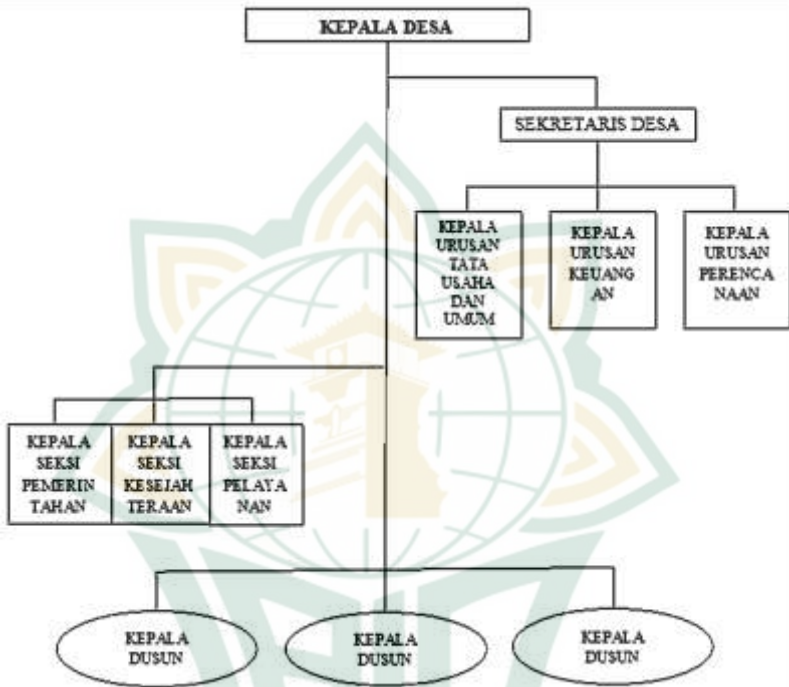 KEPALA DESA
SEKRETARIS DESA
KEPALA
URUSAN
TATA
USAHA
DAN
UMUM
KEPALA
URUSAN
KEUANG
AN
KEPALA
URUSAN
PERENCA
NAAN
KEPALA
SEKSI
PEMERIN
TAHAN
KEPALA
SEKSI
KESEJAH
TERAAN
KEPALA
SEKSI
PELAYA
NAN
KEPALA
DUSUN
KEPALA
DUSUN
KEPALA
DUSUN